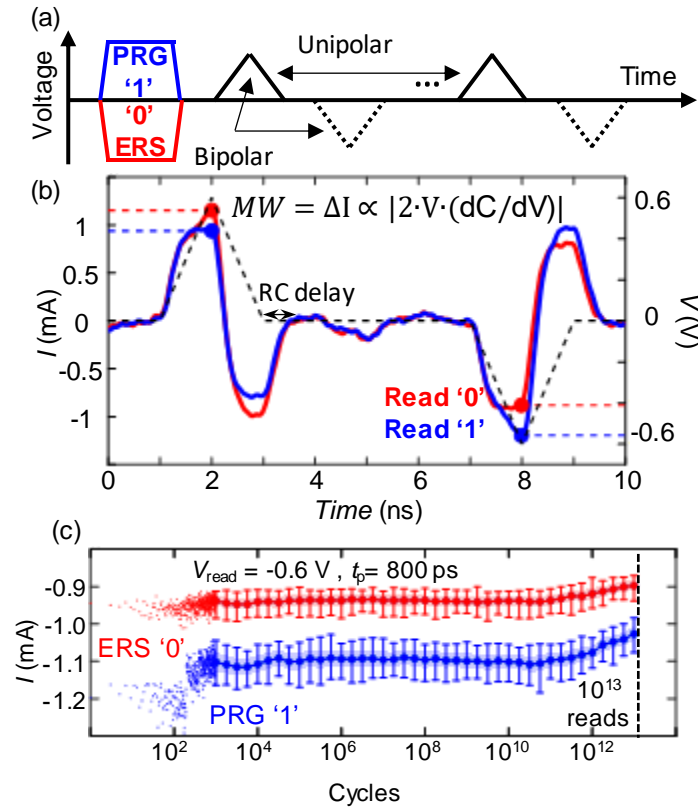 (a)
Voltage
PRG
‘1’
‘0’
ERS
Unipolar
...
Time
Bipolar
(b)
MW = ΔI ∝ |2·V·(dC/dV)|
I (mA)
1
0.5
0
-0.5
-1
RC delay
Read ‘0’
Read ‘1’
0.6
0
-0.6
V (V)
0 2 4 6 8 10
Time (ns)
(c)
I (mA)
-0.9
-1.0
-1.1
-1.2
Vread = -0.6 V , tp= 800 ps
ERS ‘0’
PRG ‘1’
10^13
reads
10^2 10^4 10^6 10^8 10^10 10^12
Cycles